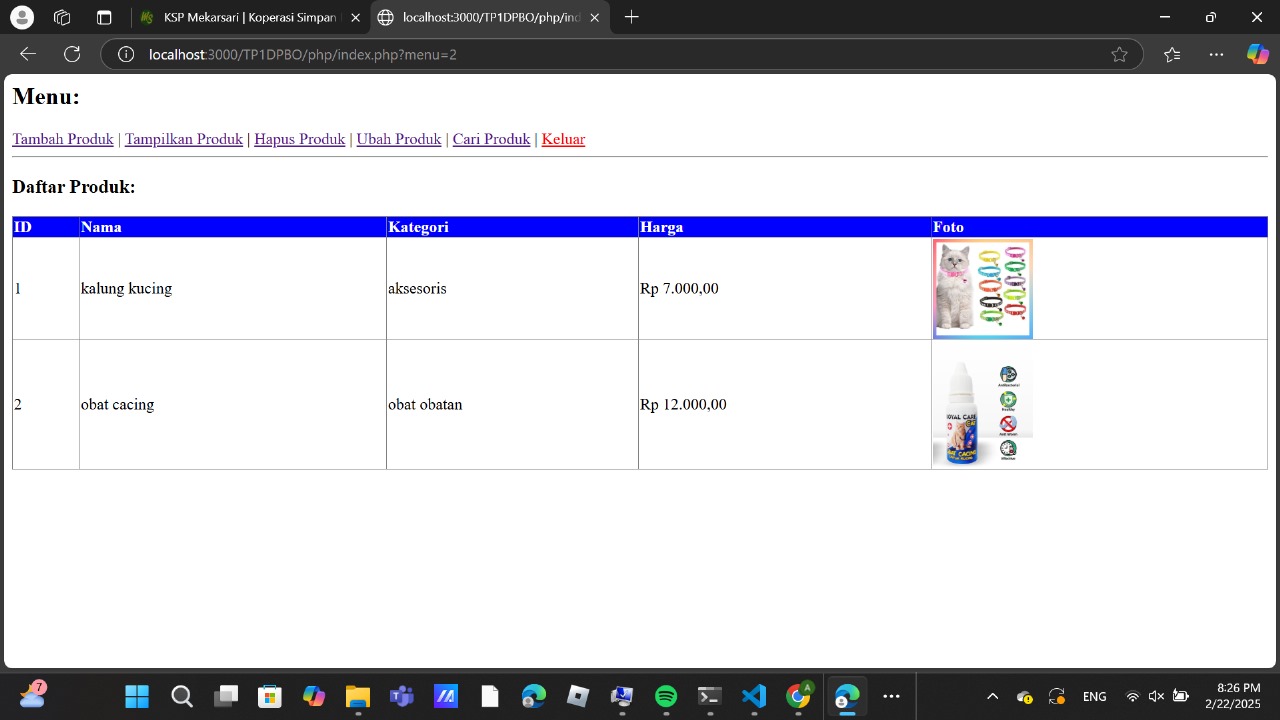 KSP Mekarsari | Koperasi Simpan
localhost:3000/TP1DPBO/php/ind
localhost:3000/TP1DPBO/php/index.php?menu=2
Menu:
Tambah Produk | Tampilkan Produk | Hapus Produk | Ubah Produk | Cari Produk | Keluar
Daftar Produk:
ID Nama Kategori Harga Foto
1 kalung kucing aksesoris Rp 7.000,00
2 obat cacing obat obatan Rp 12.000,00
CARE
CACING
7
ENG
A
8:26 PM
2/22/2025